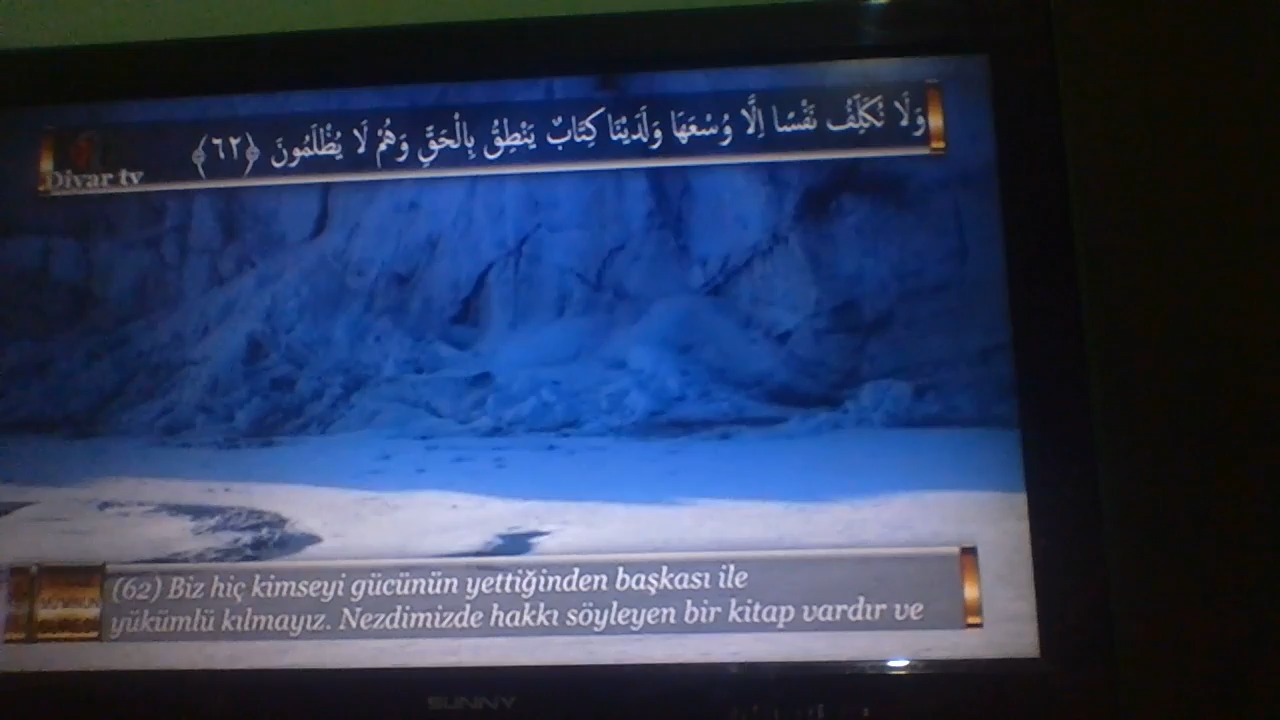 وَلَا نُكَلِّفُ نَفْسًا اِلَّا وُسْعَهَا وَلَدَيْنَا كِتَابٌ يَنْطِقُ بِالْحَقِّ وَهُمْ لَا يُظْلَمُونَ ﴿٦٢﴾
Divar tv
(62) Biz hiç kimseyi gücünün yettiğinden başkası ile
yükümlü kılmayız. Nezdimizde hakkı söyleyen bir kitap vardır ve
SUNNY